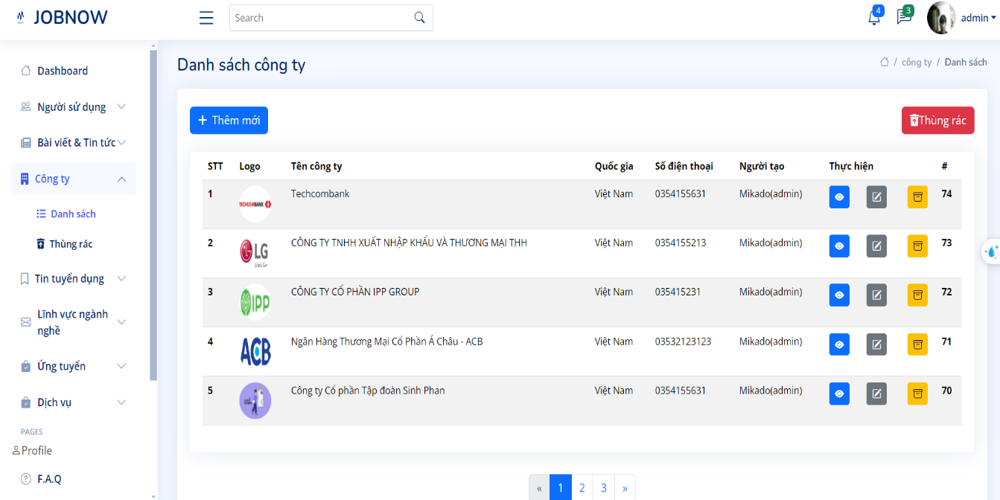 JOBNOW
Search
4
3
admin
Dashboard
Người sử dụng
Bài viết & Tin tức
Công ty
Danh sách
Thùng rác
Tin tuyển dụng
Lĩnh vực ngành
nghề
Ứng tuyển
Dịch vụ
PAGES
Profile
F.A.Q
Danh sách công ty
/ công ty / Danh sách
+ Thêm mới
Thùng rác
STT Logo Tên công ty Quốc gia Số điện thoại Người tạo Thực hiện #
1 TECHCOMBANK Techcombank Việt Nam 0354155631 Mikado(admin) 74
2 LG CÔNG TY TNHH XUẤT NHẬP KHẨU VÀ THƯƠNG MẠI THH Việt Nam 0354155213 Mikado(admin) 73
3 IPP CÔNG TY CỔ PHẦN IPP GROUP Việt Nam 035415231 Mikado(admin) 72
4 ACB Ngân Hàng Thương Mại Cổ Phần Á Châu - ACB Việt Nam 03532123123 Mikado(admin) 71
5 Công ty Cổ phần Tập đoàn Sinh Phan Việt Nam 0354155631 Mikado(admin) 70
« 1 2 3 »